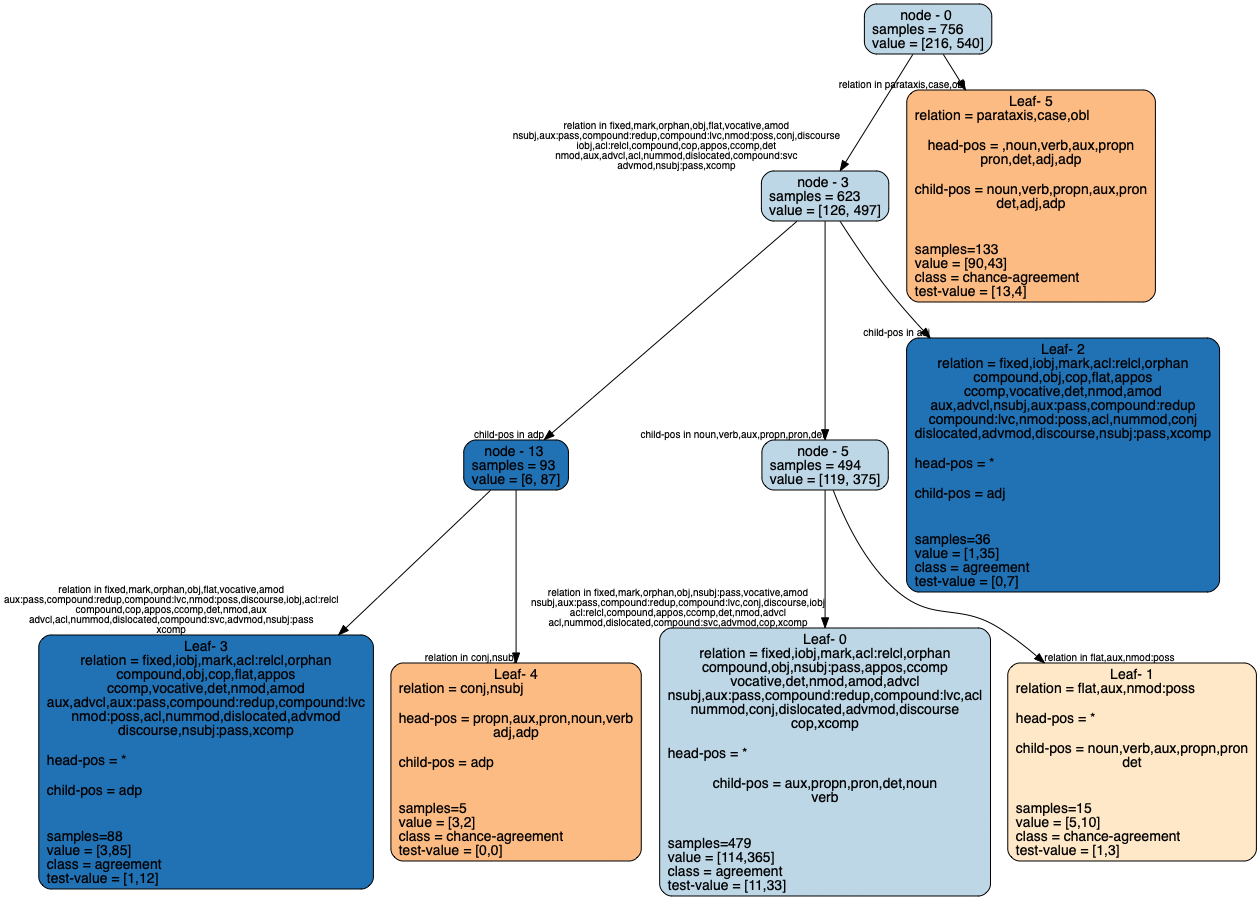 node - 0
samples = 756
value = [216, 540]
relation in parataxis,case,obl
Leaf- 5
relation = parataxis,case,obl
head-pos = ,noun,verb,aux,propn
pron,det,adj,adp
child-pos = noun,verb,propn,aux,pron
det,adj,adp
samples=133
value = [90,43]
class = chance-agreement
test-value = [13,4]
relation in fixed,mark,orphan,obj,flat,vocative,amod
nsubj,aux:pass,compound:redup,compound:lvc,nmod:poss,conj,discourse
iobj,acl:relcl,compound,cop,appos,ccomp,det
nmod,aux,advcl,acl,nummod,dislocated,compound:svc
advmod,nsubj:pass,xcomp
node - 3
samples = 623
value = [126, 497]
child-pos in adj
Leaf- 2
relation = fixed,iobj,mark,acl:relcl,orphan
compound,obj,cop,flat,appos
ccomp,vocative,det,nmod,amod
aux,advcl,nsubj,aux:pass,compound:redup
compound:lvc,nmod:poss,acl,nummod,conj
dislocated,advmod,discourse,nsubj:pass,xcomp
head-pos = *
child-pos = adj
samples=36
value = [1,35]
class = agreement
test-value = [0,7]
child-pos in adp
node - 13
samples = 93
value = [6, 87]
child-pos in noun,verb,aux,propn,pron,det
node - 5
samples = 494
value = [119, 375]
relation in fixed,mark,orphan,obj,flat,vocative,amod
aux:pass,compound:redup,compound:lvc,nmod:poss,discourse,iobj,acl:relcl
compound,cop,appos,ccomp,det,nmod,aux
advcl,acl,nummod,dislocated,compound:svc,advmod,nsubj:pass
xcomp
Leaf- 3
relation = fixed,iobj,mark,acl:relcl,orphan
compound,obj,cop,flat,appos
ccomp,vocative,det,nmod,amod
aux,advcl,aux:pass,compound:redup,compound:lvc
nmod:poss,acl,nummod,dislocated,advmod
discourse,nsubj:pass,xcomp
head-pos = *
child-pos = adp
samples=88
value = [3,85]
class = agreement
test-value = [1,12]
relation in conj,nsubj
Leaf- 4
relation = conj,nsubj
head-pos = propn,aux,pron,noun,verb
adj,adp
child-pos = adp
samples=5
value = [3,2]
class = chance-agreement
test-value = [0,0]
relation in fixed,mark,orphan,obj,nsubj:pass,vocative,amod
nsubj,aux:pass,compound:redup,compound:lvc,conj,discourse,iobj
acl:relcl,compound,appos,ccomp,det,nmod,advcl
acl,nummod,dislocated,compound:svc,advmod,cop,xcomp
Leaf- 0
relation = fixed,iobj,mark,acl:relcl,orphan
compound,obj,nsubj:pass,appos,ccomp
vocative,det,nmod,amod,advcl
nsubj,aux:pass,compound:redup,compound:lvc,acl
nummod,conj,dislocated,advmod,discourse
cop,xcomp
head-pos = *
child-pos = aux,propn,pron,det,noun
verb
samples=479
value = [114,365]
class = agreement
test-value = [11,33]
relation in flat,aux,nmod:poss
Leaf- 1
relation = flat,aux,nmod:poss
head-pos = *
child-pos = noun,verb,aux,propn,pron
det
samples=15
value = [5,10]
class = chance-agreement
test-value = [1,3]